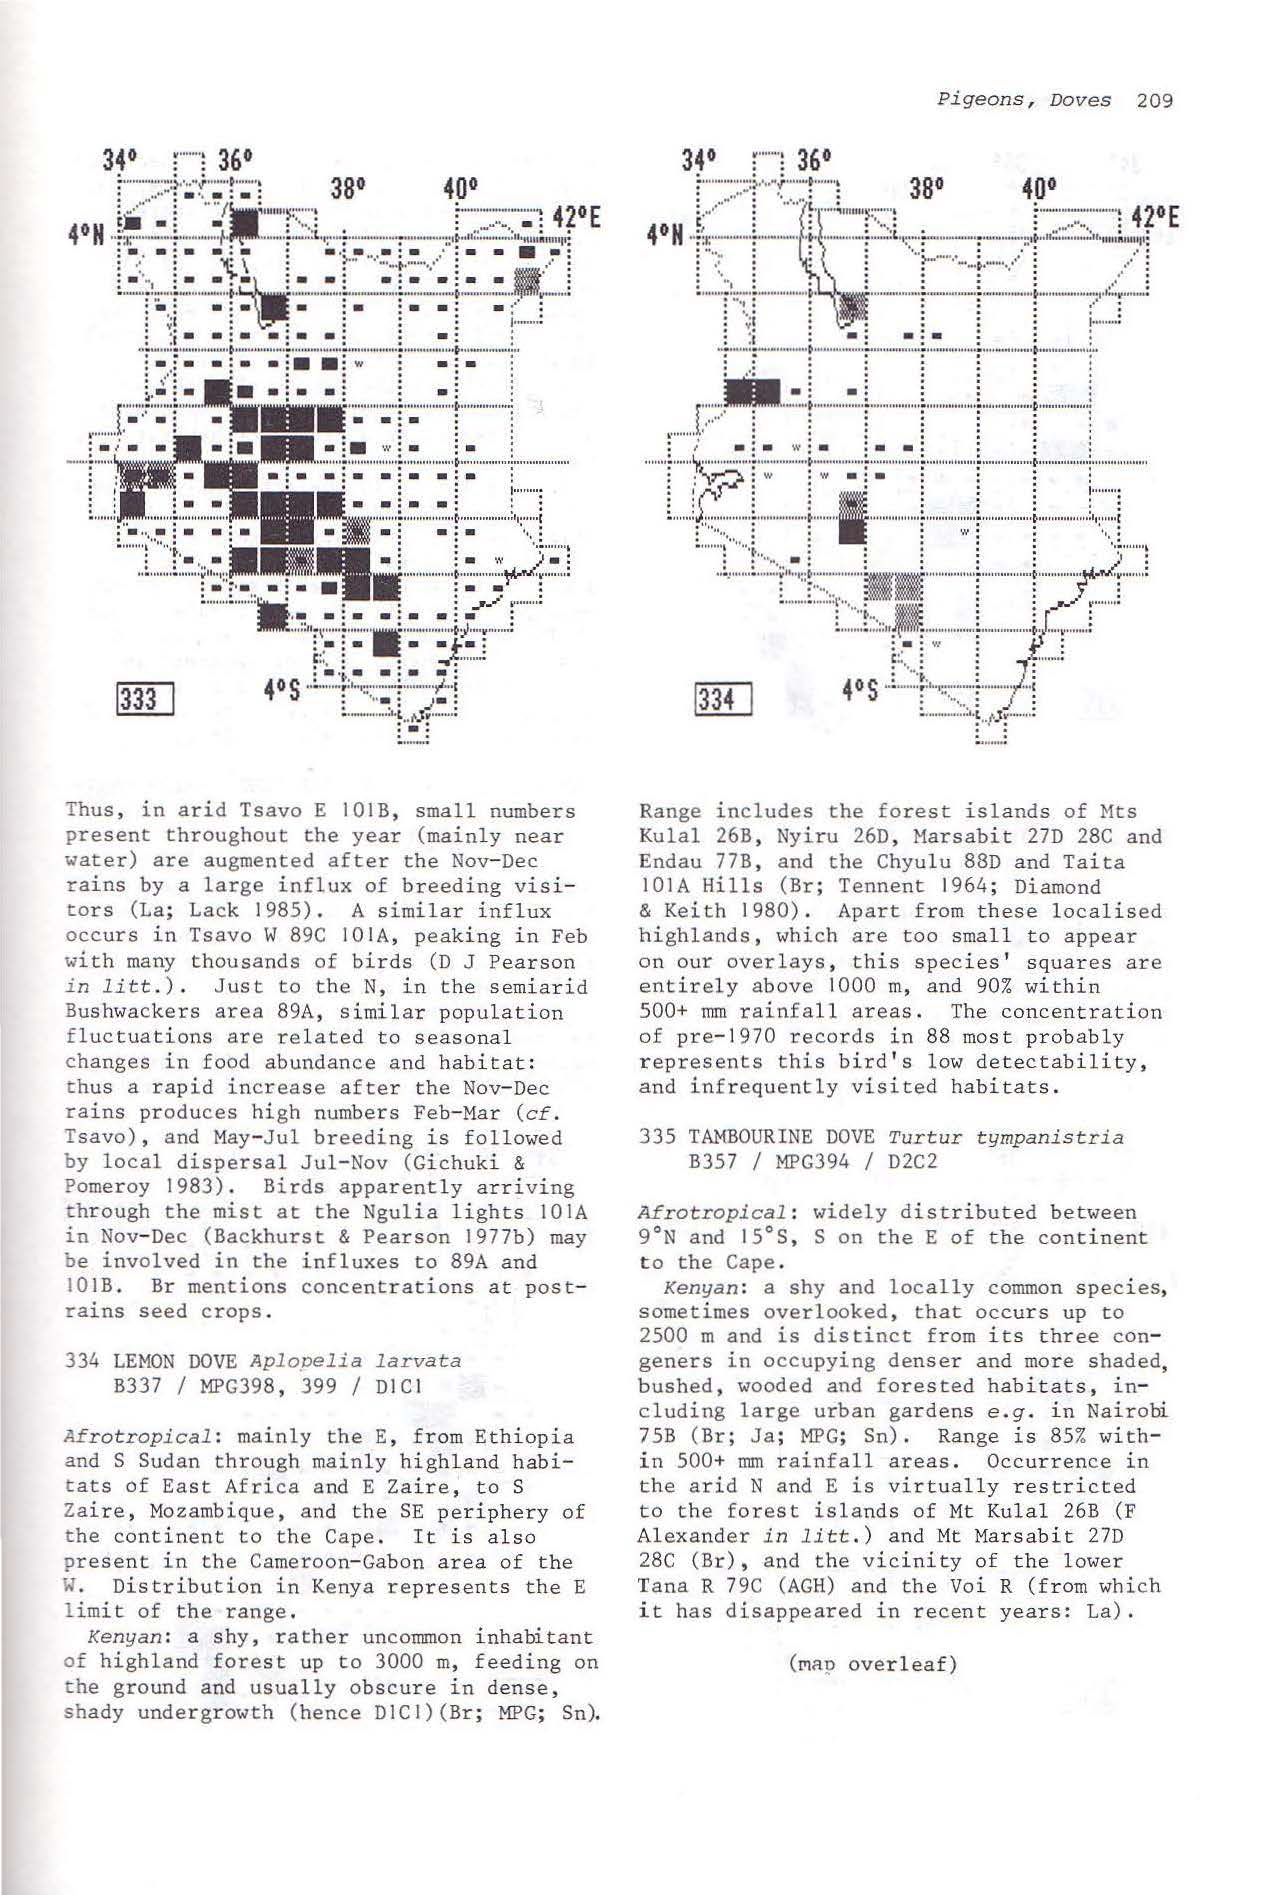 Pigeons, Doves 209
34° 36°
38° 40°
42°E
4°N
4°S
333
34° 36°
38° 40°
42°E
4°N
4°S
334
Thus, in arid Tsavo E 101B, small numbers
present throughout the year (mainly near
water) are augmented after the Nov-Dec
rains by a large influx of breeding visi-
tors (La; Lack 1985). A similar influx
occurs in Tsavo W 89C 101A, peaking in Feb
with many thousands of birds (D J Pearson
in litt.). Just to the N, in the semiarid
Bushwackers area 89A, similar population
fluctuations are related to seasonal
changes in food abundance and habitat:
thus a rapid increase after the Nov-Dec
rains produces high numbers Feb-Mar (cf.
Tsavo), and May-Jul breeding is followed
by local dispersal Jul-Nov (Gichuki &
Pomeroy 1983). Birds apparently arriving
through the mist at the Ngulia lights 101A
in Nov-Dec (Backhurst & Pearson 1977b) may
be involved in the influxes to 89A and
101B. Br mentions concentrations at post-
rains seed crops.
334 LEMON DOVE Aplopelia larvata
B337 / MPG398, 399 / D1C1
Afrotropical: mainly the E, from Ethiopia
and S Sudan through mainly highland habi-
tats of East Africa and E Zaire, to S
Zaire, Mozambique, and the SE periphery of
the continent to the Cape. It is also
present in the Cameroon-Gabon area of the
W. Distribution in Kenya represents the E
limit of the range.
Kenyan: a shy, rather uncommon inhabitant
of highland forest up to 3000 m, feeding on
the ground and usually obscure in dense,
shady undergrowth (hence D1C1)(Br; MPG; Sn).
Range includes the forest islands of Mts
Kulal 26B, Nyiru 26D, Marsabit 27D 28C and
Endau 77B, and the Chyulu 88D and Taita
101A Hills (Br; Tennent 1964; Diamond
& Keith 1980). Apart from these localised
highlands, which are too small to appear
on our overlays, this species' squares are
entirely above 1000 m, and 90% within
500+ mm rainfall areas. The concentration
of pre-1970 records in 88 most probably
represents this bird's low detectability,
and infrequently visited habitats.
335 TAMBOURINE DOVE Turtur tympanistria
B357 / MPG394 / D2C2
Afrotropical: widely distributed between
9°N and 15°S, S on the E of the continent
to the Cape.
Kenyan: a shy and locally common species,
sometimes overlooked, that occurs up to
2500 m and is distinct from its three con-
geners in occupying denser and more shaded,
bushed, wooded and forested habitats, in-
cluding large urban gardens e.g. in Nairobi
75B (Br; Ja; MPG; Sn). Range is 85% with-
in 500+ mm rainfall areas. Occurrence in
the arid N and E is virtually restricted
to the forest islands of Mt Kulal 26B (F
Alexander in litt.) and Mt Marsabit 27D
28C (Br), and the vicinity of the lower
Tana R 79C (AGH) and the Voi R (from which
it has disappeared in recent years: La).
(map overleaf)